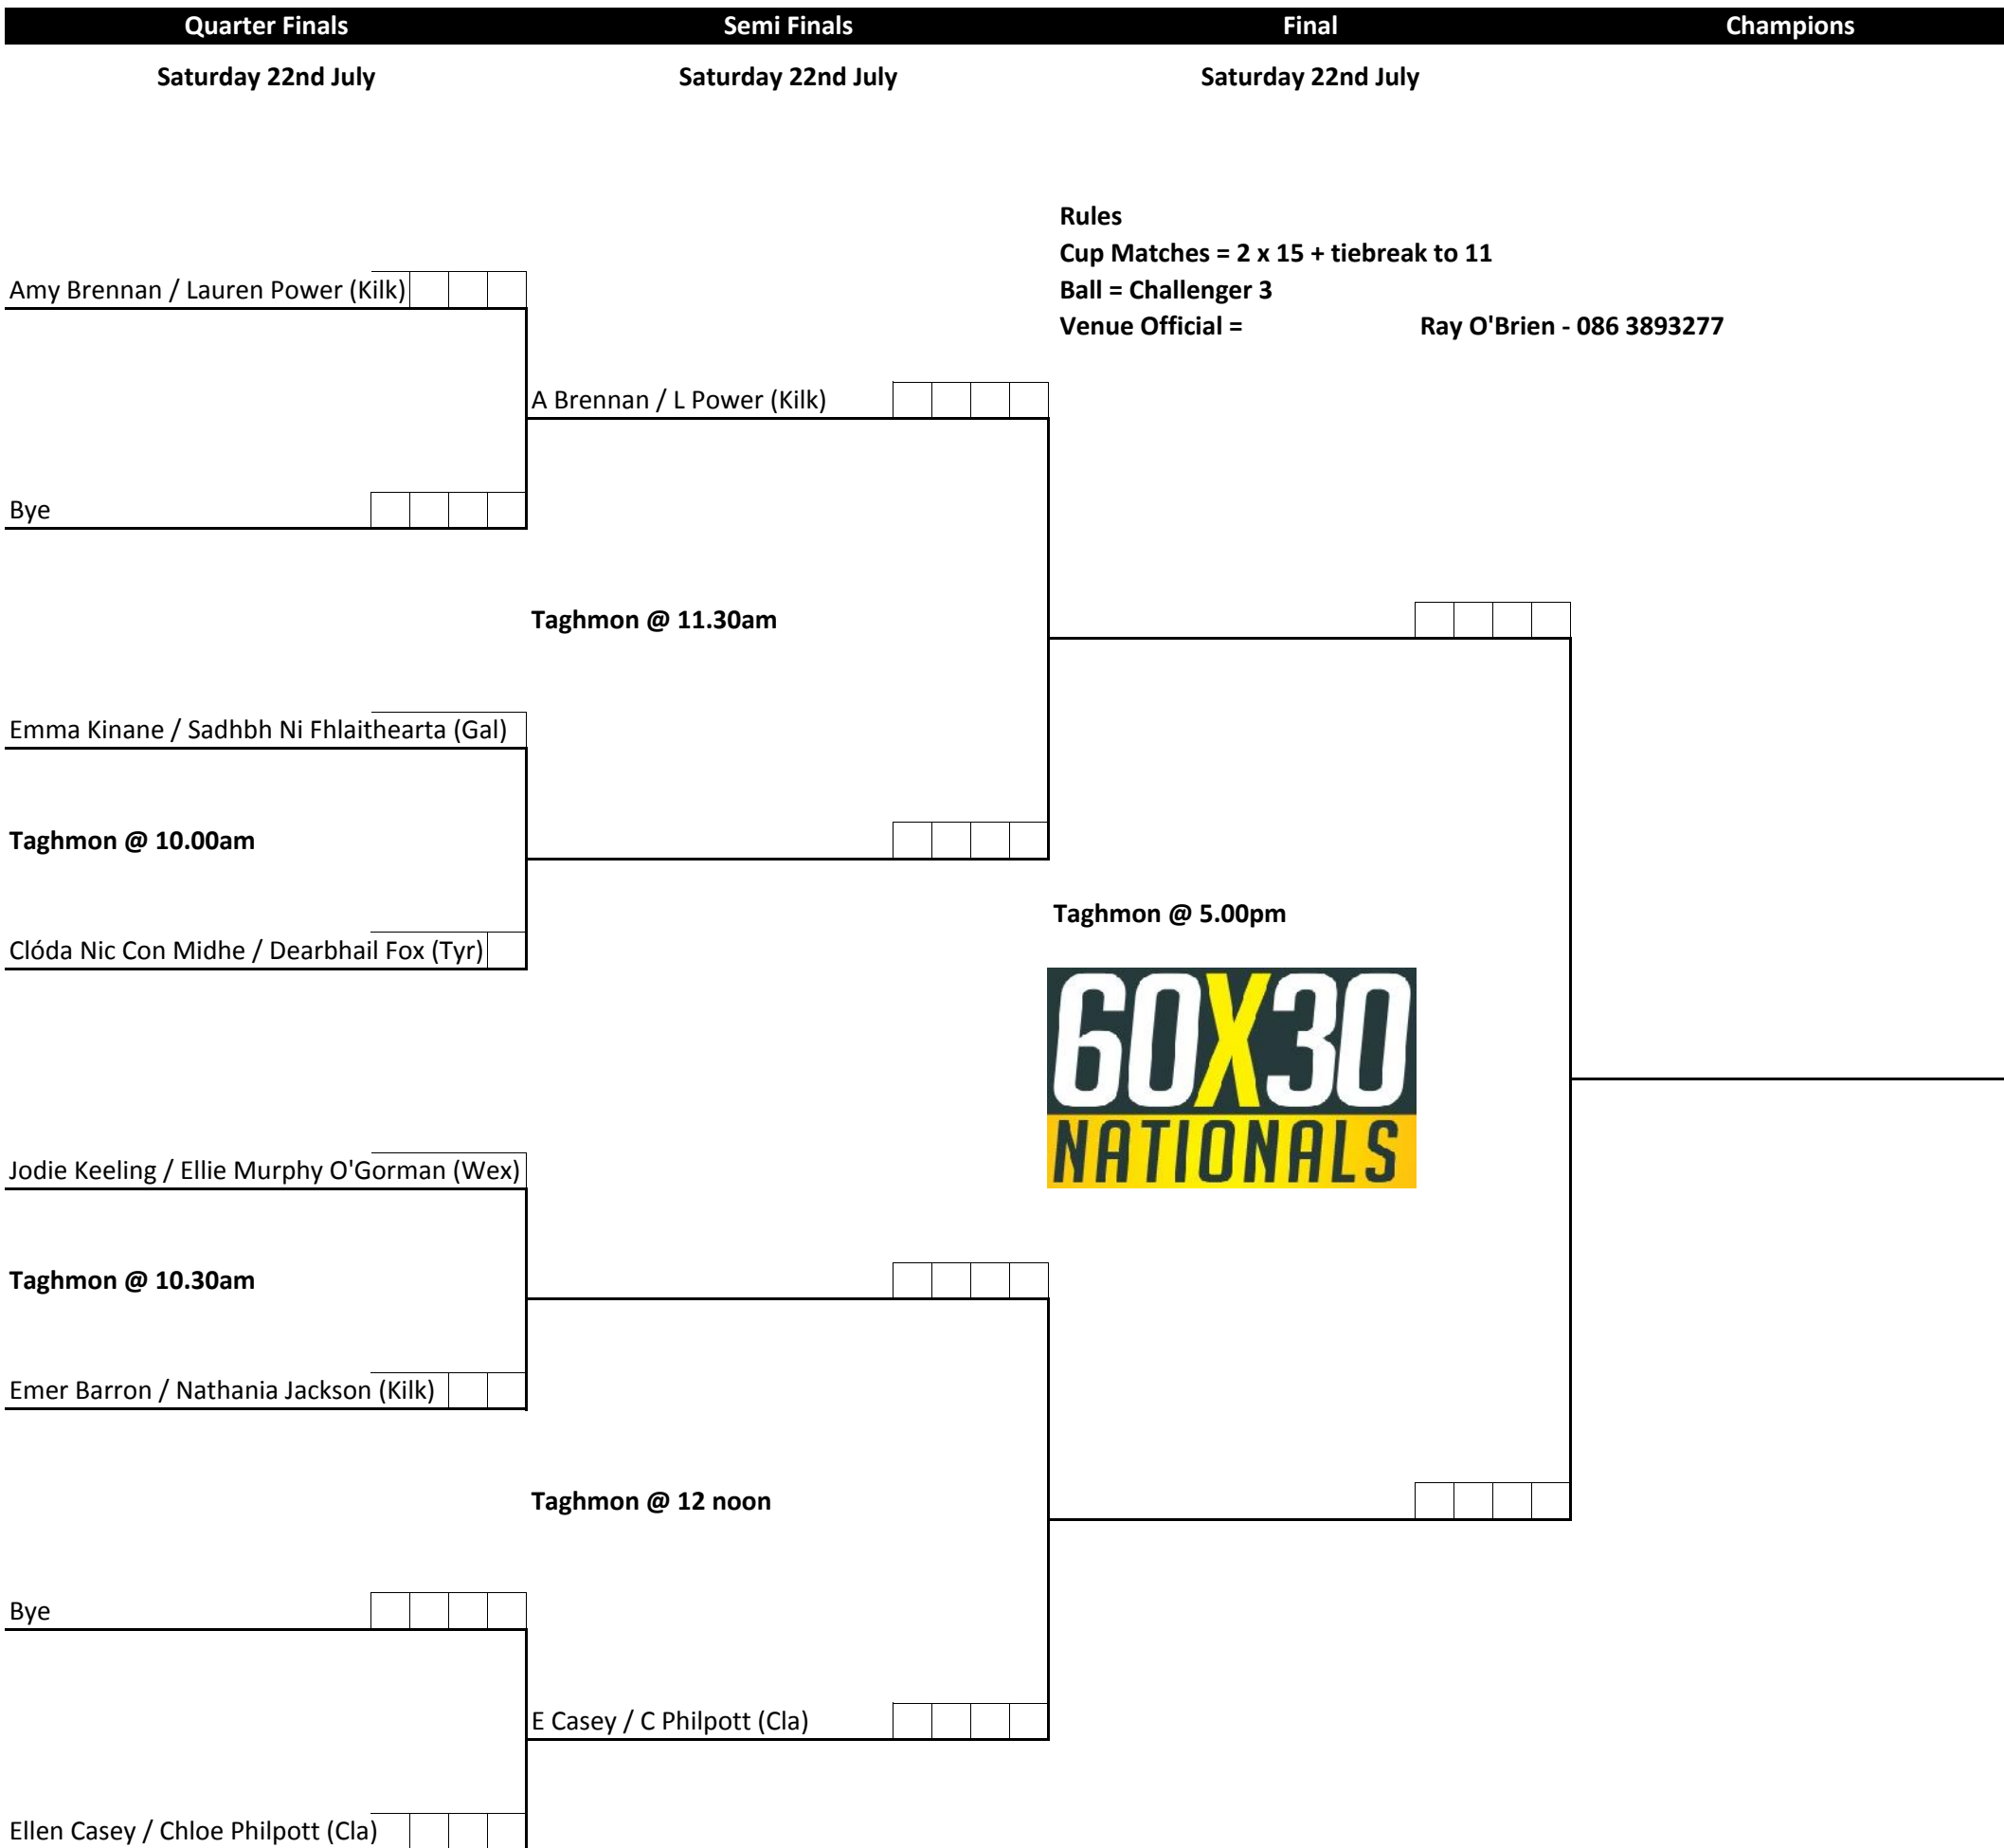 Quarter Finals Semi Finals Final Champions
Saturday 22nd July Saturday 22nd July Saturday 22nd July
Rules
Cup Matches = 2 x 15 + tiebreak to 11
Amy Brennan / Lauren Power (Kilk)
Ball = Challenger 3
Venue Official = Ray O'Brien - 086 3893277
A Brennan / L Power (Kilk)
Bye
Taghmon @ 11.30am
Emma Kinane / Sadhbh Ni Fhlaithearta (Gal)
Taghmon @ 10.00am
Taghmon @ 5.00pm
Clóda Nic Con Midhe / Dearbhail Fox (Tyr)
60X30
NATIONALS
Jodie Keeling / Ellie Murphy O'Gorman (Wex)
Taghmon @ 10.30am
Emer Barron / Nathania Jackson (Kilk)
Taghmon @ 12 noon
Bye
E Casey / C Philpott (Cla)
Ellen Casey / Chloe Philpott (Cla)